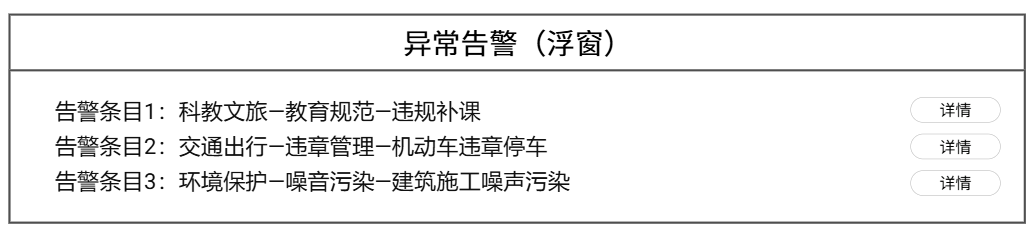 异常告警（浮窗）
告警条目1：科教文旅–教育规范–违规补课 详情
告警条目2：交通出行–违章管理–机动车违章停车 详情
告警条目3：环境保护–噪音污染–建筑施工噪声污染 详情